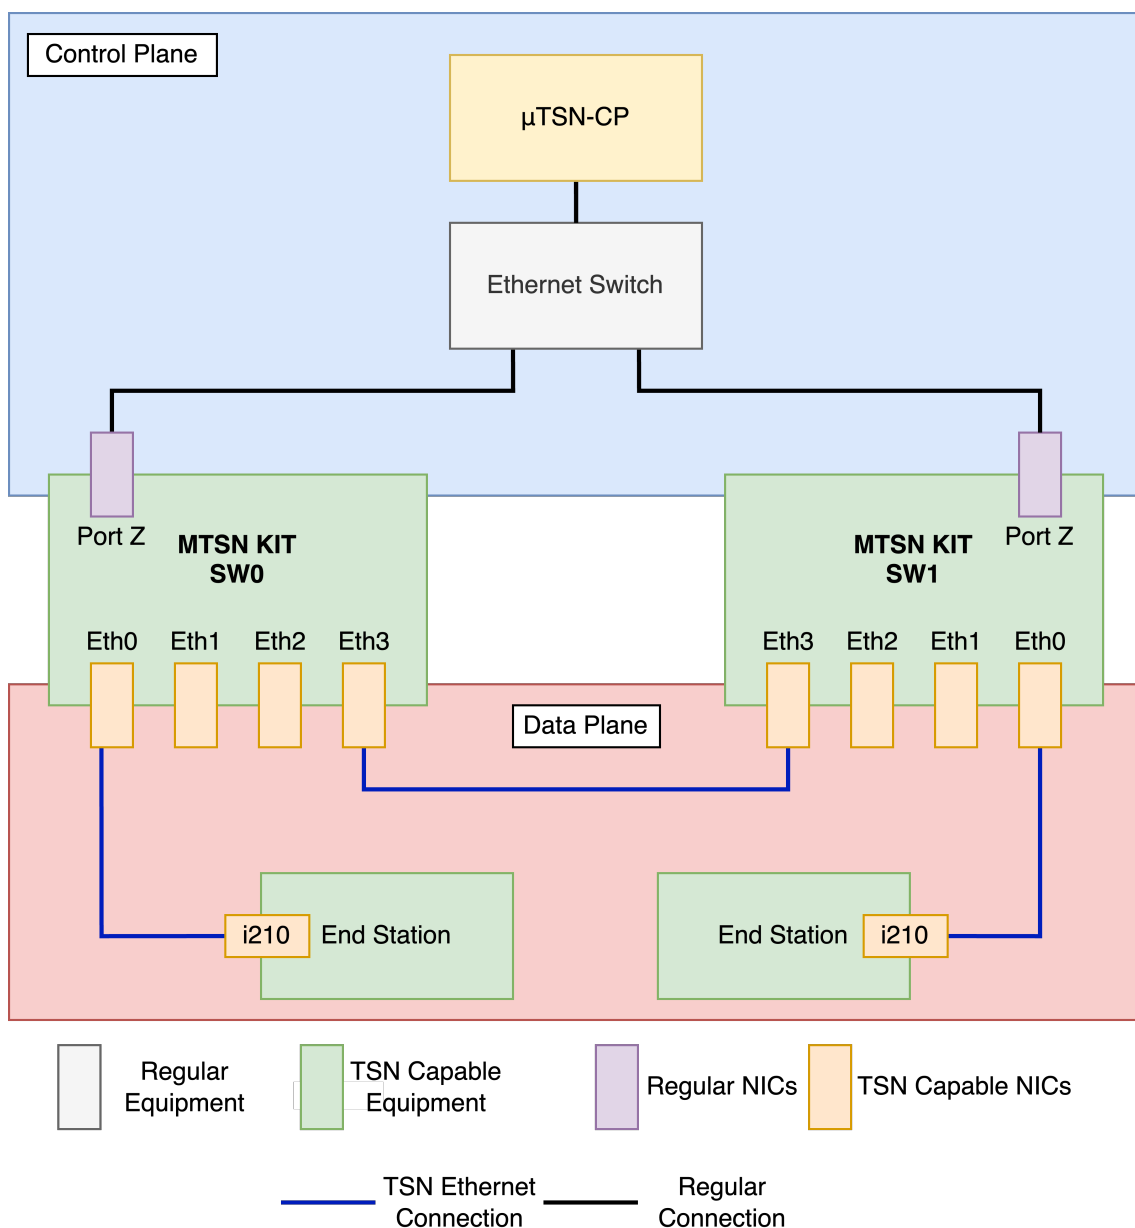 Control Plane
µTSN-CP
Ethernet Switch
Port Z
MTSN KIT
SW0
Eth0 Eth1 Eth2 Eth3
MTSN KIT
SW1
Port Z
Eth3 Eth2 Eth1 Eth0
Data Plane
i210 End Station
End Station i210
Regular
Equipment
TSN Capable
Equipment
Regular NICs
TSN Capable NICs
TSN Ethernet
Connection
Regular
Connection